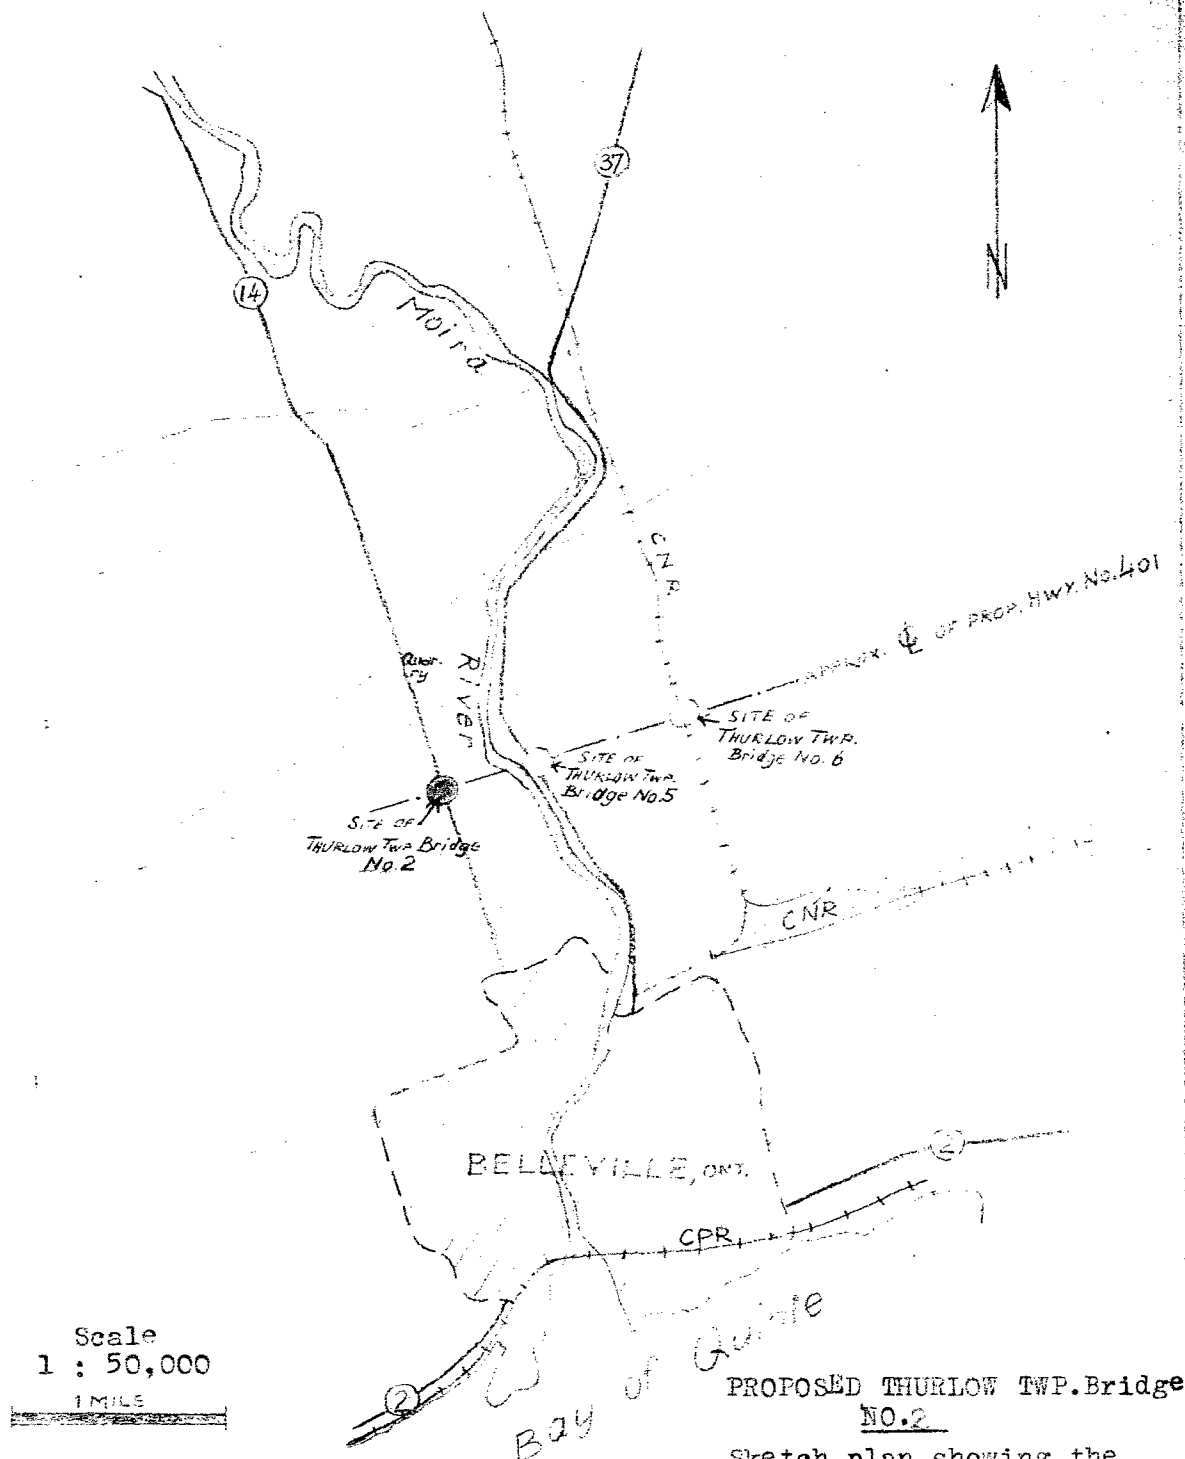 37
N
14
Moira
CNR
APPROX. ℄ OF PROP. HWY. No. 401
Quar-
ry
River
SITE OF
THURLOW TWP.
Bridge No. 6
SITE OF
THURLOW TWP.
Bridge No. 5
SITE OF
THURLOW TWP Bridge
No. 2
CNR
BELLEVILLE, ONT.
2
CPR
Scale
1 : 50,000
1 MILE
2
Bay of Quinte
PROPOSED THURLOW TWP. Bridge
NO. 2
Sketch plan showing the